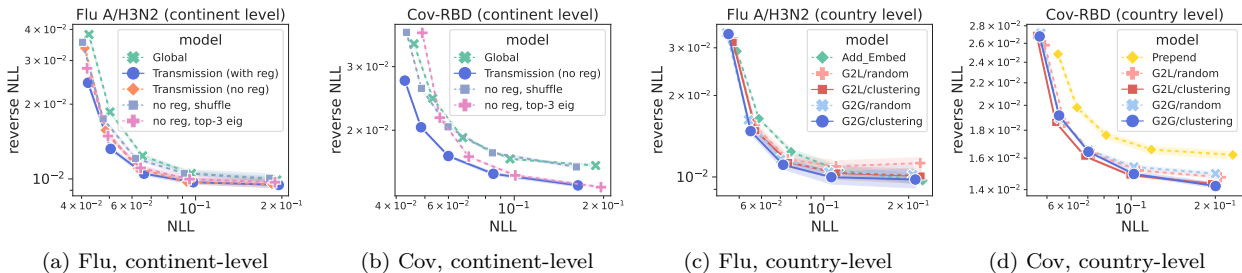 Flu A/H3N2 (continent level)
reverse NLL
4 × 10⁻²
3 × 10⁻²
2 × 10⁻²
10⁻²
model
Global
Transmission (with reg)
Transmission (no reg)
no reg, shuffle
no reg, top-3 eig
4 × 10⁻² 6 × 10⁻² 10⁻¹ 2 × 10⁻¹
NLL
(a) Flu, continent-level
Cov-RBD (continent level)
reverse NLL
3 × 10⁻²
2 × 10⁻²
model
Global
Transmission (no reg)
no reg, shuffle
no reg, top-3 eig
4 × 10⁻² 6 × 10⁻² 10⁻¹ 2 × 10⁻¹
NLL
(b) Cov, continent-level
Flu A/H3N2 (country level)
reverse NLL
3 × 10⁻²
2 × 10⁻²
10⁻²
model
Add_Embed
G2L/random
G2L/clustering
G2G/random
G2G/clustering
4 × 10⁻² 6 × 10⁻² 10⁻¹ 2 × 10⁻¹
NLL
(c) Flu, country-level
Cov-RBD (country level)
reverse NLL
2.8 × 10⁻²
2.6 × 10⁻²
2.4 × 10⁻²
2.2 × 10⁻²
2 × 10⁻²
1.8 × 10⁻²
1.6 × 10⁻²
1.4 × 10⁻²
model
Prepend
G2L/random
G2L/clustering
G2G/random
G2G/clustering
6 × 10⁻² 10⁻¹ 2 × 10⁻¹
NLL
(d) Cov, country-level